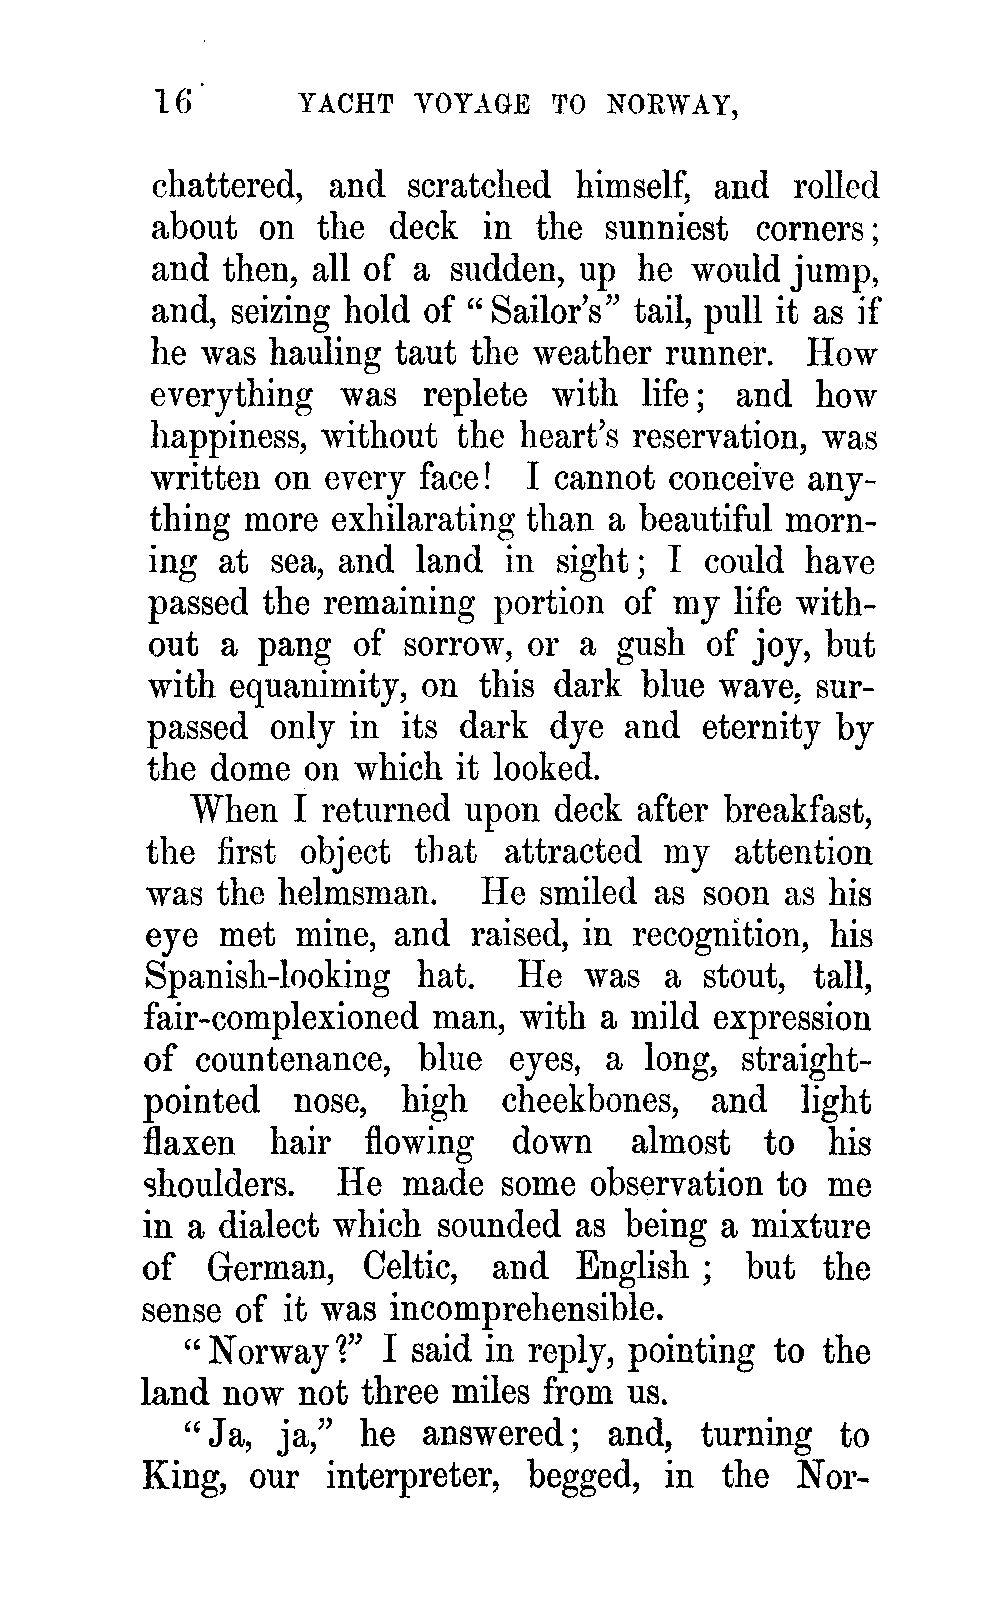 16 YACHT VOYAGE TO NORWAY,
chattered, and scratched himself, and rolled
about on the deck in the sunniest corners;
and then, all of a sudden, up he would jump,
and, seizing hold of "Sailor's" tail, pull it as if
he was hauling taut the weather runner. How
everything was replete with life; and how
happiness, without the heart's reservation, was
written on every face! I cannot conceive any-
thing more exhilarating than a beautiful morn-
ing at sea, and land in sight; I could have
passed the remaining portion of my life with-
out a pang of sorrow, or a gush of joy, but
with equanimity, on this dark blue wave, sur-
passed only in its dark dye and eternity by
the dome on which it looked.
When I returned upon deck after breakfast,
the first object that attracted my attention
was the helmsman. He smiled as soon as his
eye met mine, and raised, in recognition, his
Spanish-looking hat. He was a stout, tall,
fair-complexioned man, with a mild expression
of countenance, blue eyes, a long, straight-
pointed nose, high cheekbones, and light
flaxen hair flowing down almost to his
shoulders. He made some observation to me
in a dialect which sounded as being a mixture
of German, Celtic, and English; but the
sense of it was incomprehensible.
"Norway?" I said in reply, pointing to the
land now not three miles from us.
"Ja, ja," he answered; and, turning to
King, our interpreter, begged, in the Nor-